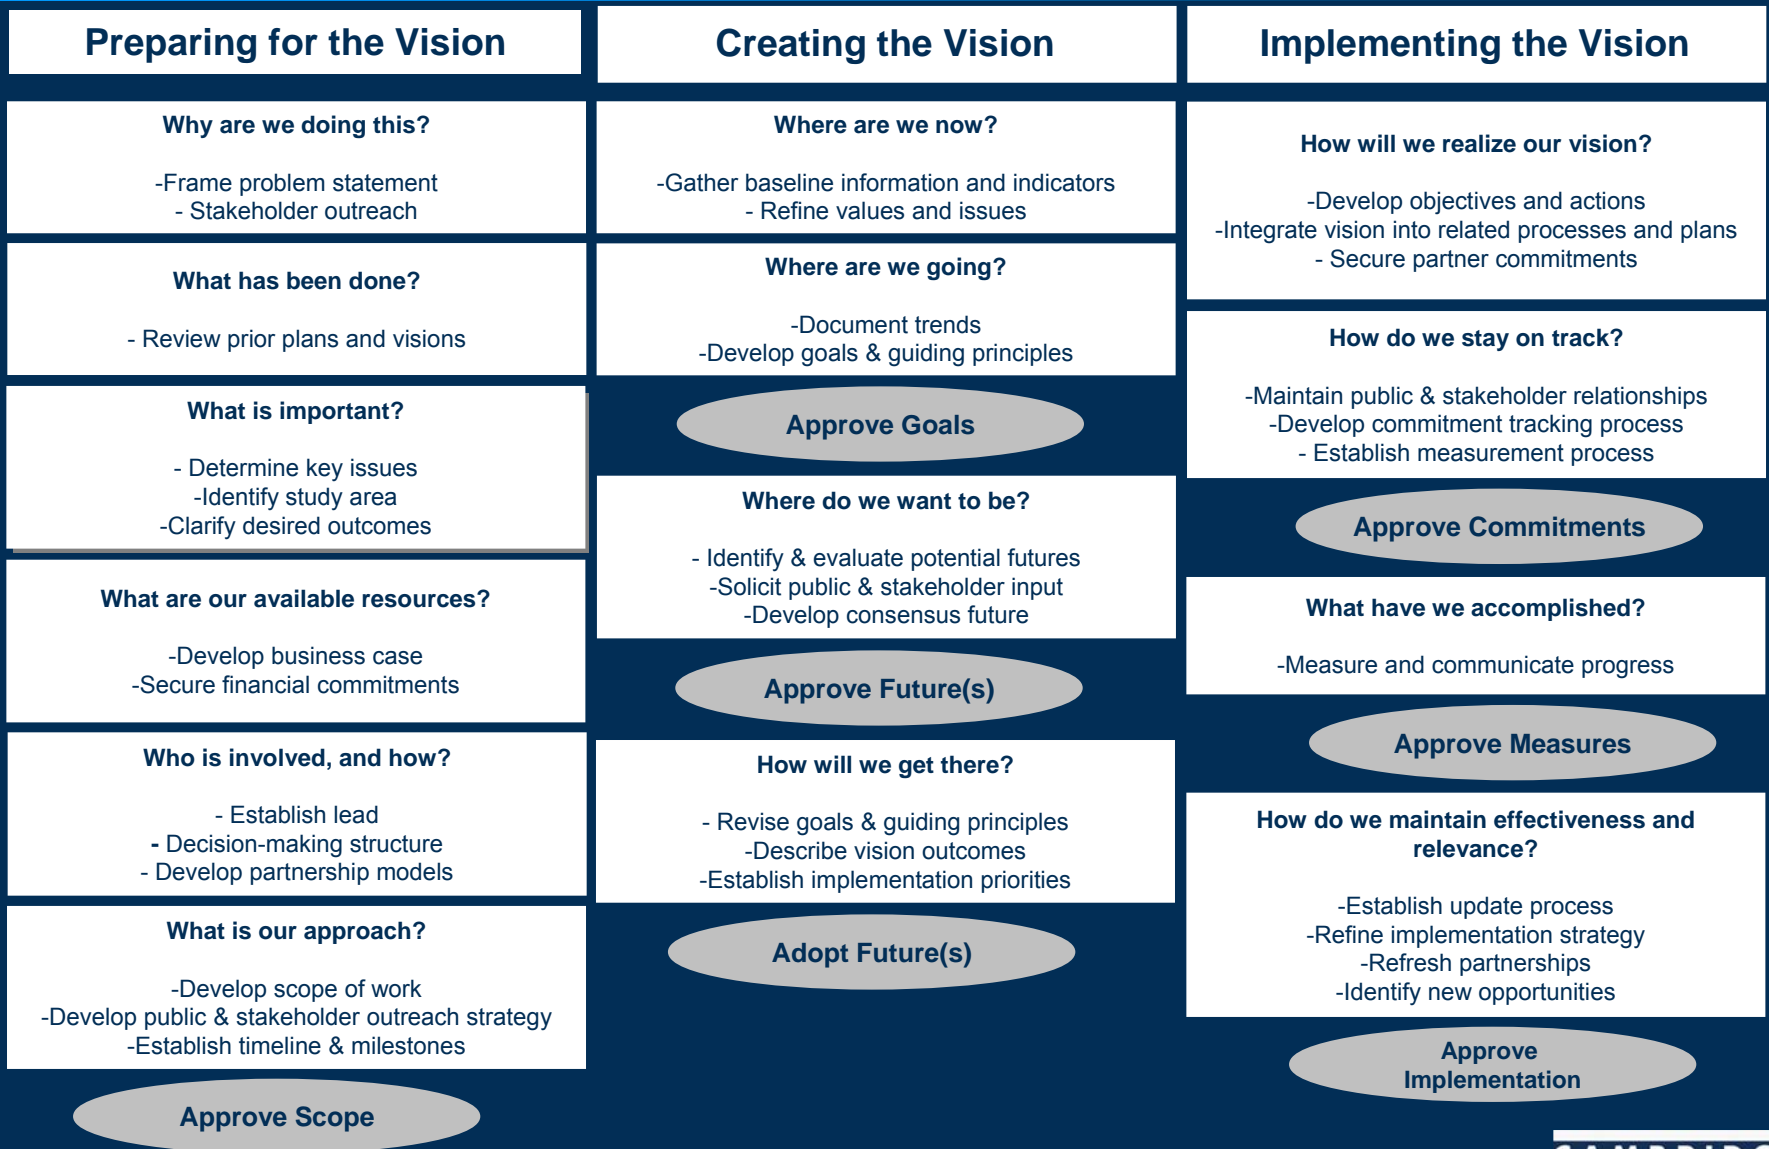 Preparing for the Vision
Why are we doing this?
-Frame problem statement
- Stakeholder outreach
What has been done?
- Review prior plans and visions
What is important?
- Determine key issues
-Identify study area
-Clarify desired outcomes
What are our available resources?
-Develop business case
-Secure financial commitments
Who is involved, and how?
- Establish lead
- Decision-making structure
- Develop partnership models
What is our approach?
-Develop scope of work
-Develop public & stakeholder outreach strategy
-Establish timeline & milestones
Approve Scope
Creating the Vision
Where are we now?
-Gather baseline information and indicators
- Refine values and issues
Where are we going?
-Document trends
-Develop goals & guiding principles
Approve Goals
Where do we want to be?
- Identify & evaluate potential futures
-Solicit public & stakeholder input
-Develop consensus future
Approve Future(s)
How will we get there?
- Revise goals & guiding principles
-Describe vision outcomes
-Establish implementation priorities
Adopt Future(s)
Implementing the Vision
How will we realize our vision?
-Develop objectives and actions
-Integrate vision into related processes and plans
- Secure partner commitments
How do we stay on track?
-Maintain public & stakeholder relationships
-Develop commitment tracking process
- Establish measurement process
Approve Commitments
What have we accomplished?
-Measure and communicate progress
Approve Measures
How do we maintain effectiveness and
relevance?
-Establish update process
-Refine implementation strategy
-Refresh partnerships
-Identify new opportunities
Approve
Implementation